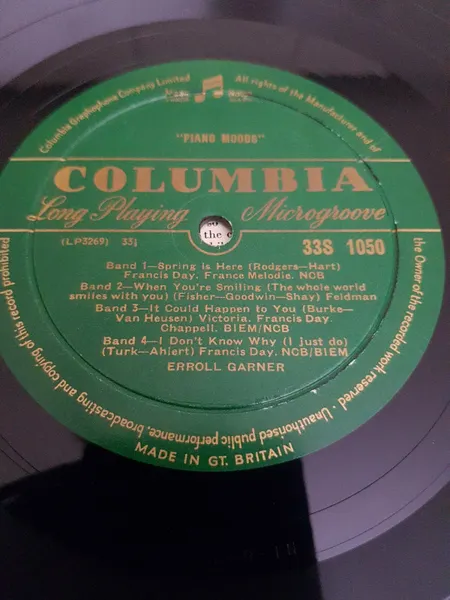 Columbia Graphophone Company Limited
All rights of the Manufacturer and of
the Owner of the recorded work reserved · Unauthorised public performance, broadcasting and copying of this record prohibited
"PIANO MOODS"
COLUMBIA
Long Playing Microgroove
the c
(LP3269) 33⅓
33S 1050
Band 1—Spring is Here (Rodgers—Hart)
Francis Day. France Melodie. NCB
Band 2—When You're Smiling (The whole world
smiles with you) (Fisher—Goodwin—Shay) Feldman
Band 3—It Could Happen to You (Burke—
Van Heusen) Victoria. Francis Day.
Chappell. BIEM/NCB
Band 4—I Don't Know Why (I just do)
(Turk—Ahlert) Francis Day. NCB/BIEM
ERROLL GARNER
MADE IN GT. BRITAIN